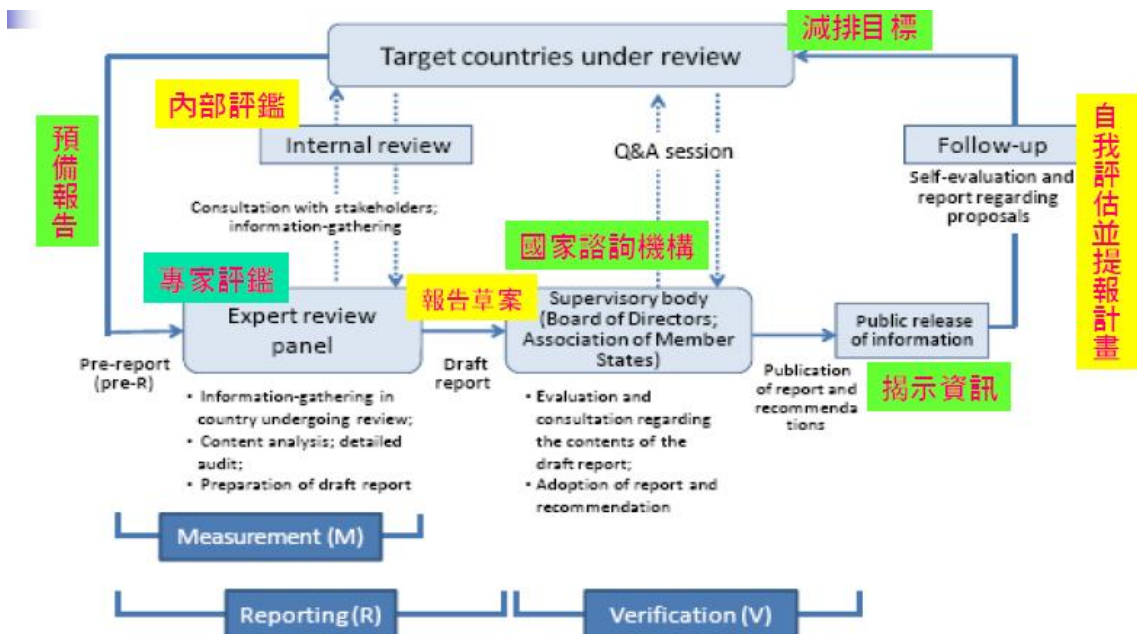 減排目標
Target countries under review
內部評鑑
Internal review
Q&A session
Follow-up
Self-evaluation and
report regarding
proposals
自我評估並提報計畫
預備報告
Consultation with stakeholders;
information-gathering
國家諮詢機構
專家評鑑
Expert review
panel
報告草案
Supervisory body
(Board of Directors;
Association of Member
States)
Public release
of information
Pre-report
(pre-R)
Draft
report
Publication
of report and
recommenda
tions
揭示資訊
• Information-gathering in
country undergoing review;
• Content analysis; detailed
audit;
• Preparation of draft report
• Evaluation and
consultation regarding
the contents of the
draft report;
• Adoption of report and
recommendation
Measurement (M)
Reporting (R)
Verification (V)